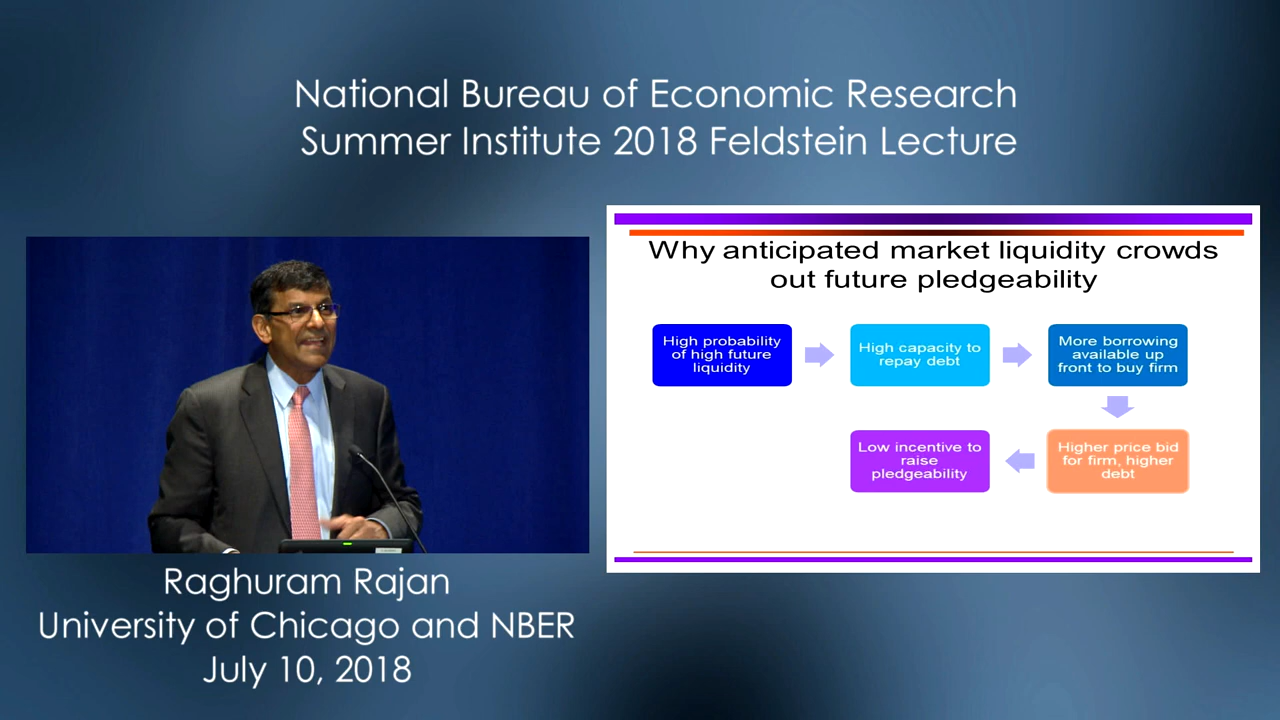 National Bureau of Economic Research
Summer Institute 2018 Feldstein Lecture
Why anticipated market liquidity crowds
out future pledgeability
High probability
of high future
liquidity
High capacity to
repay debt
More borrowing
available up
front to buy firm
Higher price bid
for firm, higher
debt
Low incentive to
raise
pledgeability
Raghuram Rajan
University of Chicago and NBER
July 10, 2018